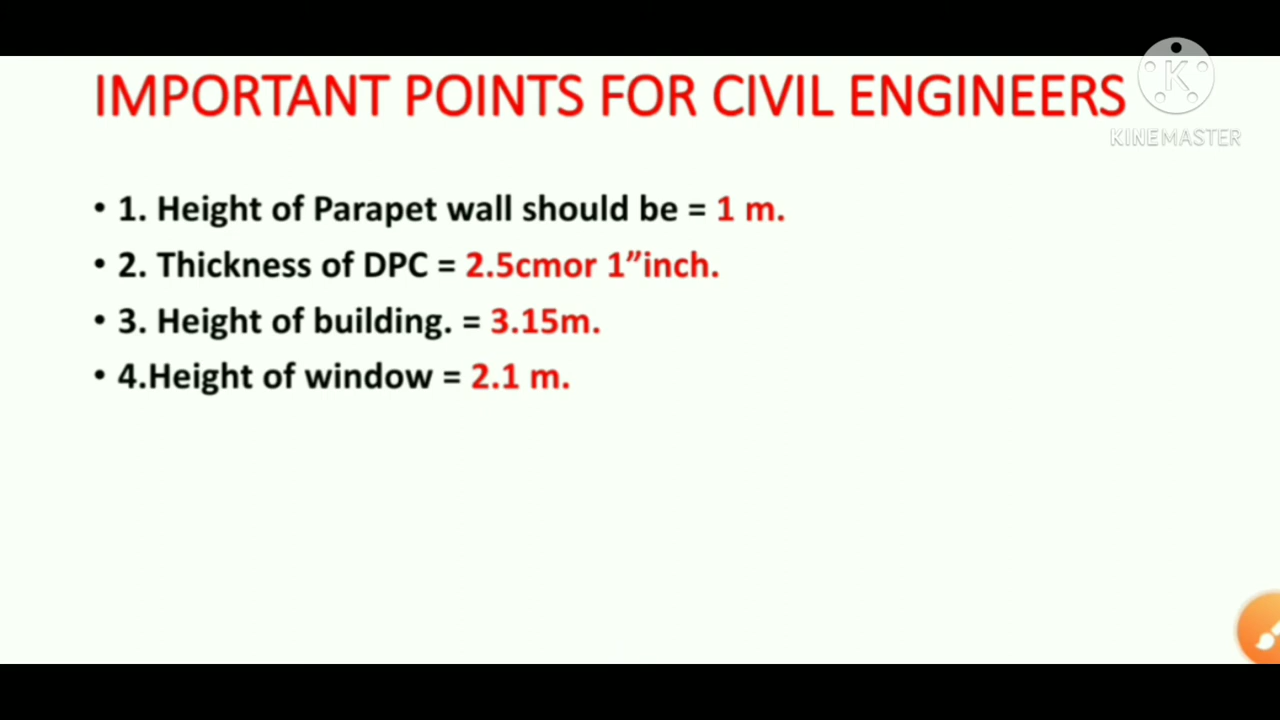 IMPORTANT POINTS FOR CIVIL ENGINEERS
K
KINEMASTER
• 1. Height of Parapet wall should be = 1 m.
• 2. Thickness of DPC = 2.5cmor 1”inch.
• 3. Height of building. = 3.15m.
• 4.Height of window = 2.1 m.